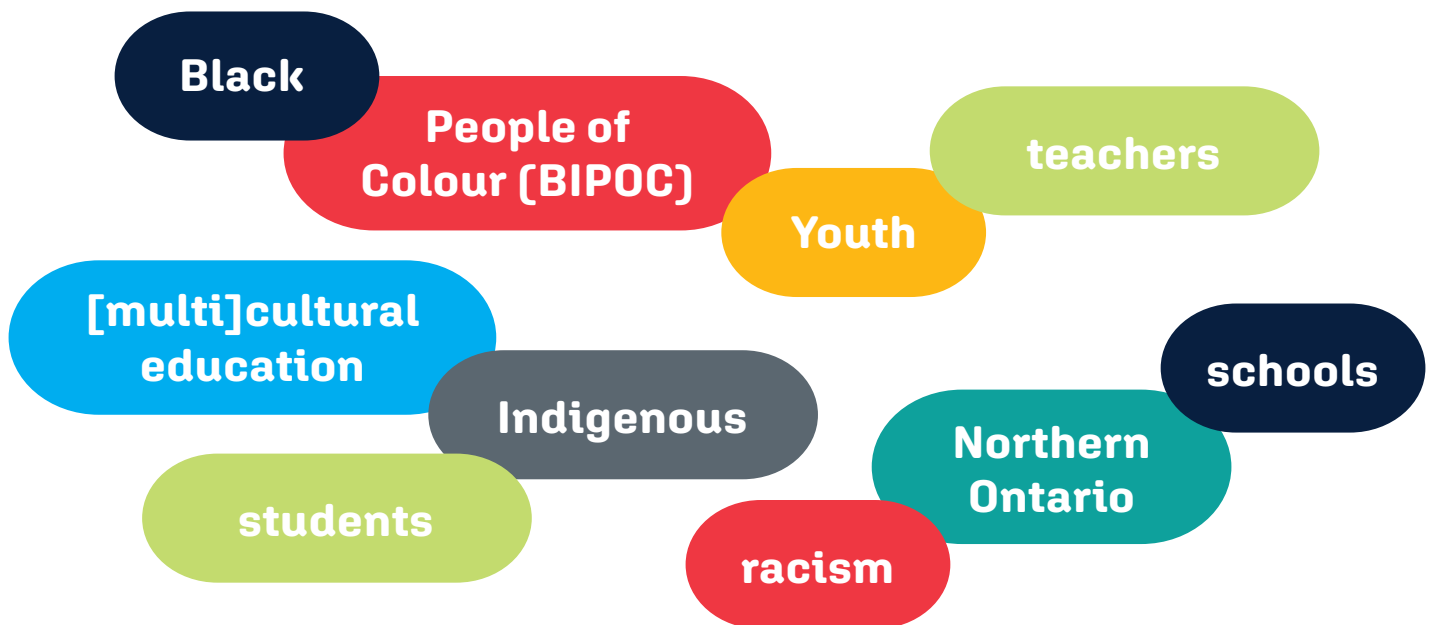 Black
People of
Colour (BIPOC)
teachers
Youth
[multi]cultural
education
schools
Indigenous
Northern
Ontario
students
racism